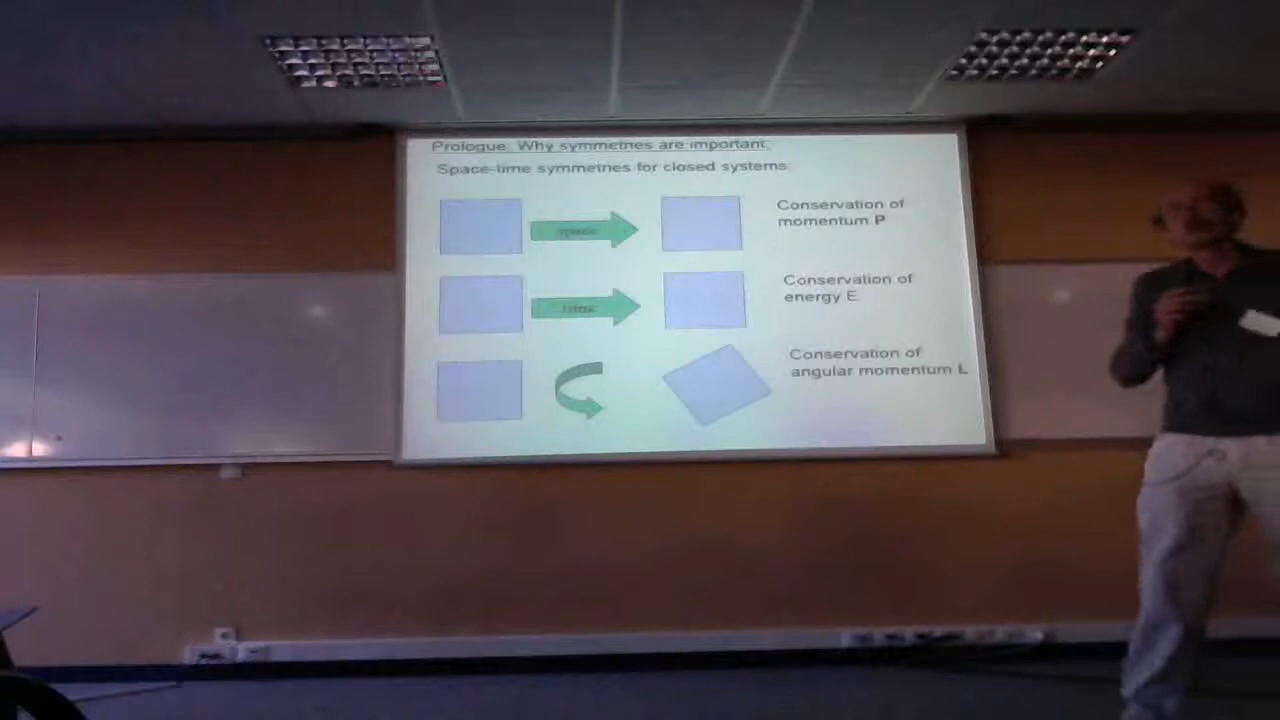 Prologue: Why symmetries are important.
Space-time symmetries for closed systems:
space
Conservation of
momentum P
time
Conservation of
energy E
Conservation of
angular momentum L